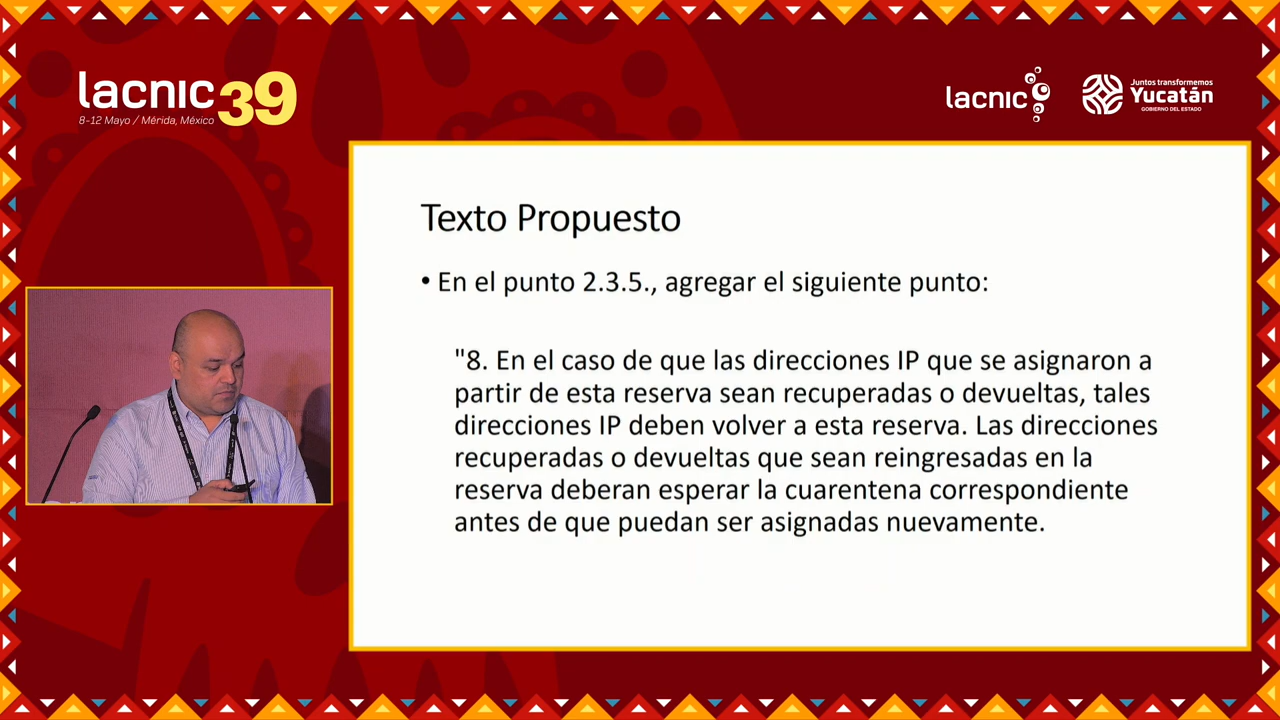 lacnic 39
8-12 Mayo / Mérida, México
lacnic
Juntos transformemos
Yucatán
GOBIERNO DEL ESTADO
Texto Propuesto
• En el punto 2.3.5., agregar el siguiente punto:
"8. En el caso de que las direcciones IP que se asignaron a
partir de esta reserva sean recuperadas o devueltas, tales
direcciones IP deben volver a esta reserva. Las direcciones
recuperadas o devueltas que sean reingresadas en la
reserva deberan esperar la cuarentena correspondiente
antes de que puedan ser asignadas nuevamente.